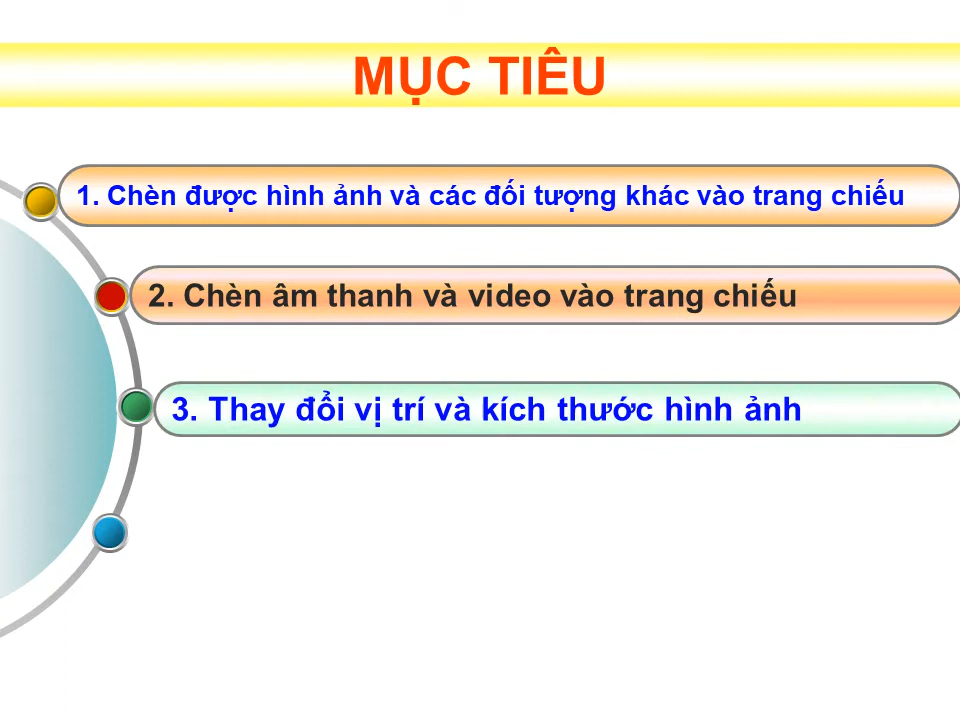 MỤC TIÊU
1. Chèn được hình ảnh và các đối tượng khác vào trang chiếu
2. Chèn âm thanh và video vào trang chiếu
3. Thay đổi vị trí và kích thước hình ảnh